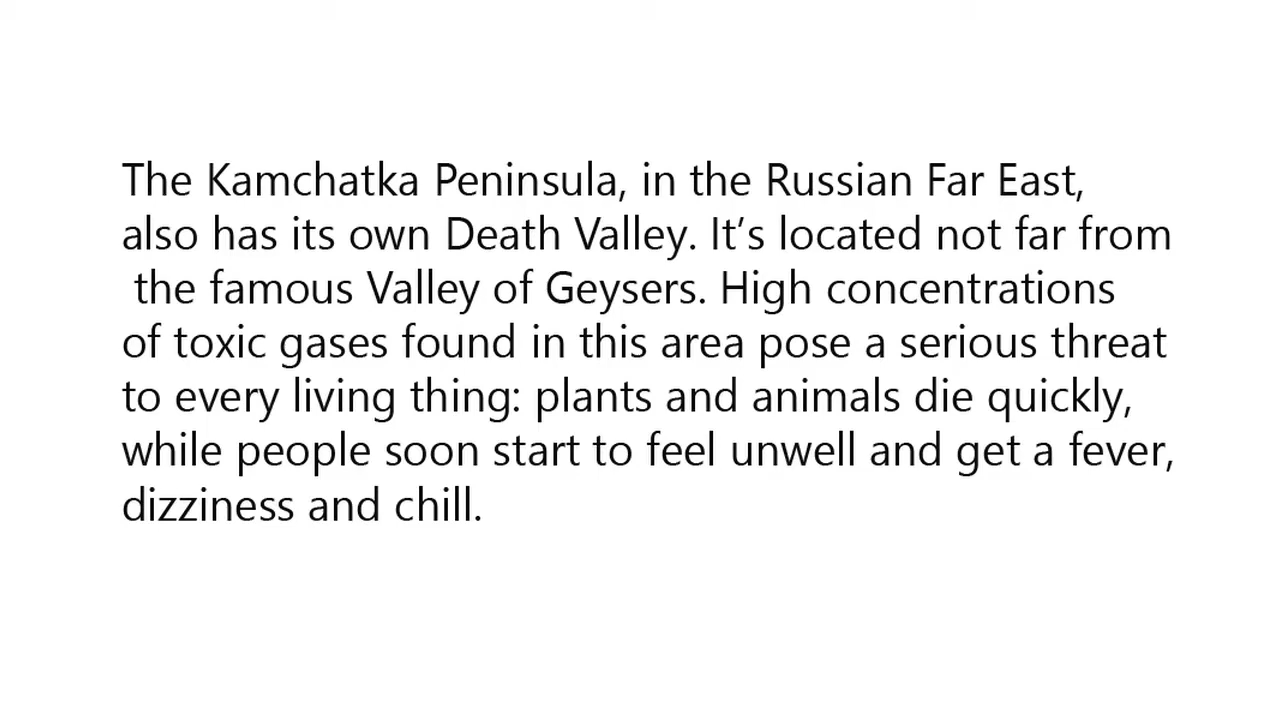 The Kamchatka Peninsula, in the Russian Far East,
also has its own Death Valley. It's located not far from
the famous Valley of Geysers. High concentrations
of toxic gases found in this area pose a serious threat
to every living thing: plants and animals die quickly,
while people soon start to feel unwell and get a fever,
dizziness and chill.